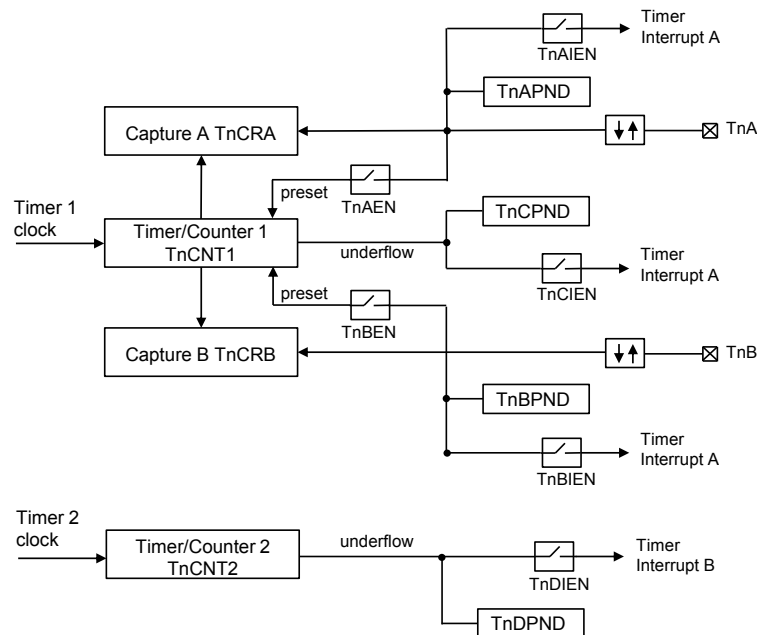 Timer
Interrupt A
TnAIEN
TnAPND
Capture A TnCRA
TnA
preset
TnAEN
Timer 1
clock
Timer/Counter 1
TnCNT1
underflow
TnCPND
Timer
Interrupt A
TnCIEN
preset
TnBEN
Capture B TnCRB
TnB
TnBPND
Timer
Interrupt A
TnBIEN
Timer 2
clock
Timer/Counter 2
TnCNT2
underflow
Timer
Interrupt B
TnDIEN
TnDPND